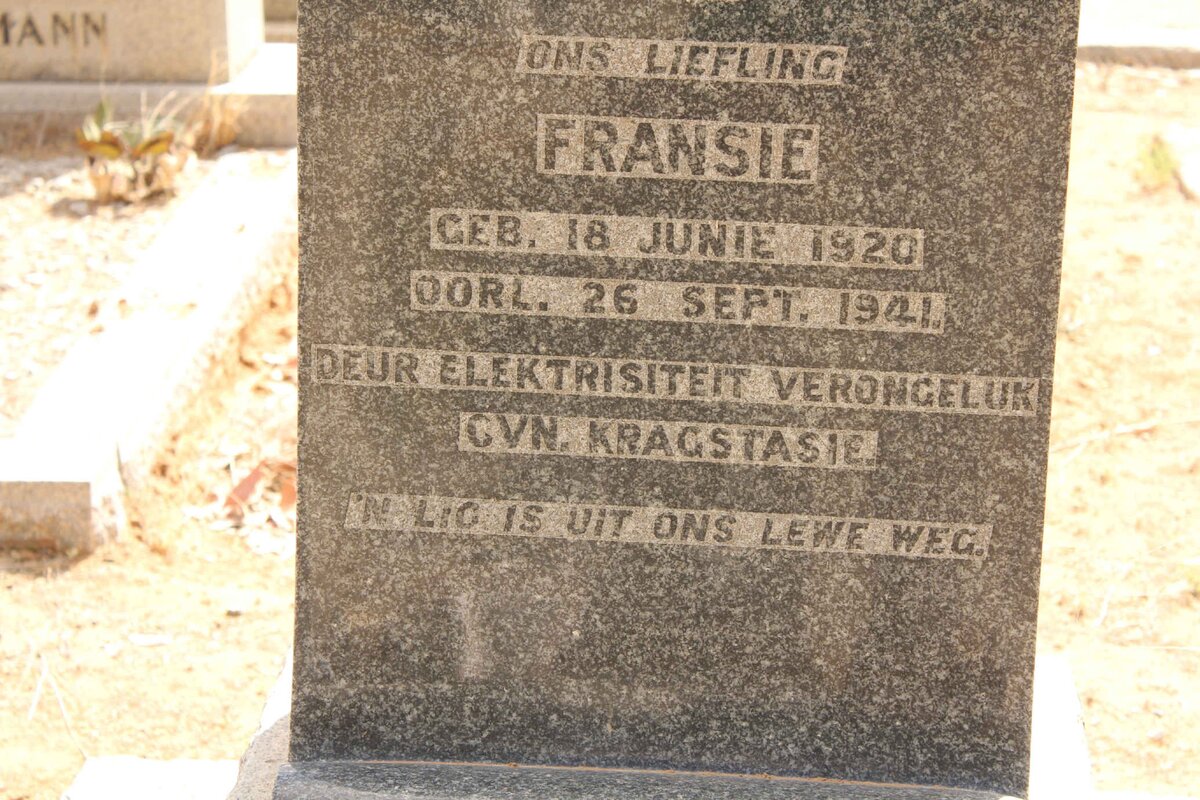 MANN
ONS LIEFLING
FRANSIE
GEB. 18 JUNIE 1920
OORL. 26 SEPT. 1941.
DEUR ELEKTRISITEIT VERONGELUK
GVN. KRAGSTASIE.
'N LIG IS UIT ONS LEWE WEG.